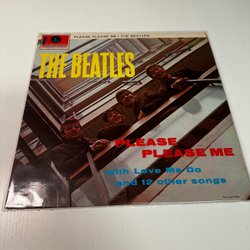 PLEASE PLEASE ME • THE BEATLES
THE BEATLES
PLEASE
PLEASE ME
with Love Me Do
and 12 other songs